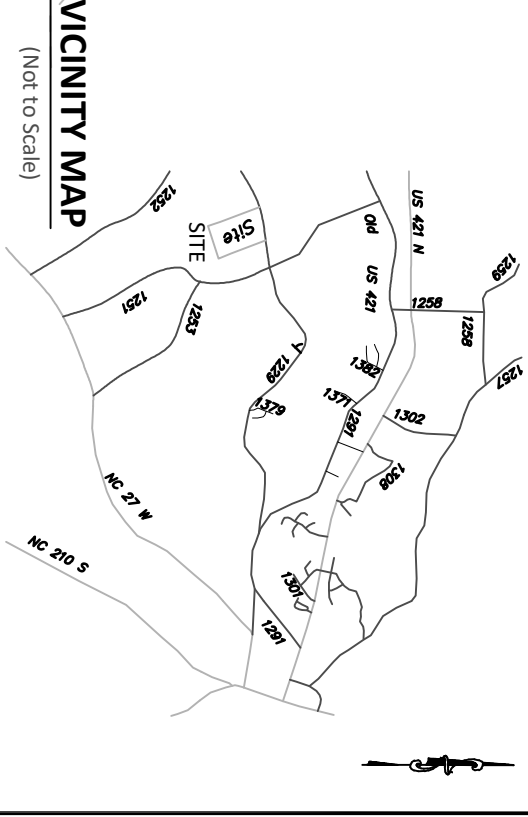 VICINITY MAP
(Not to Scale)
1252
Site
SITE
1251
1253
Old US 421
US 421 N
1259
1258
1258
1257
1229
1379
1382
1371
1291
1302
1308
NC 27 W
NC 210 S
1301
1291